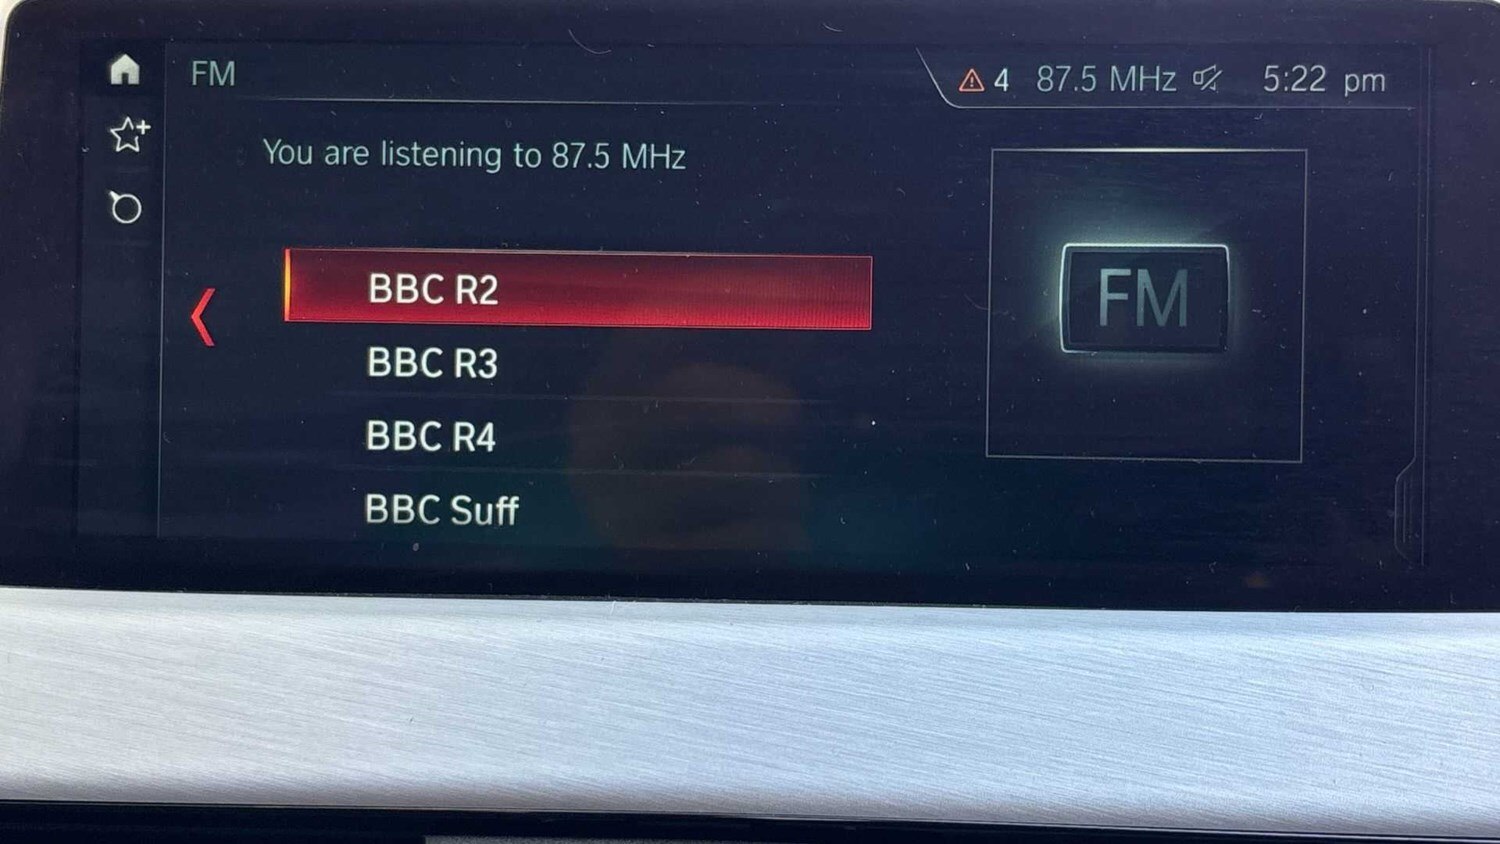 FM
4 87.5 MHz 5:22 pm
You are listening to 87.5 MHz
BBC R2
BBC R3
BBC R4
BBC Suff
FM